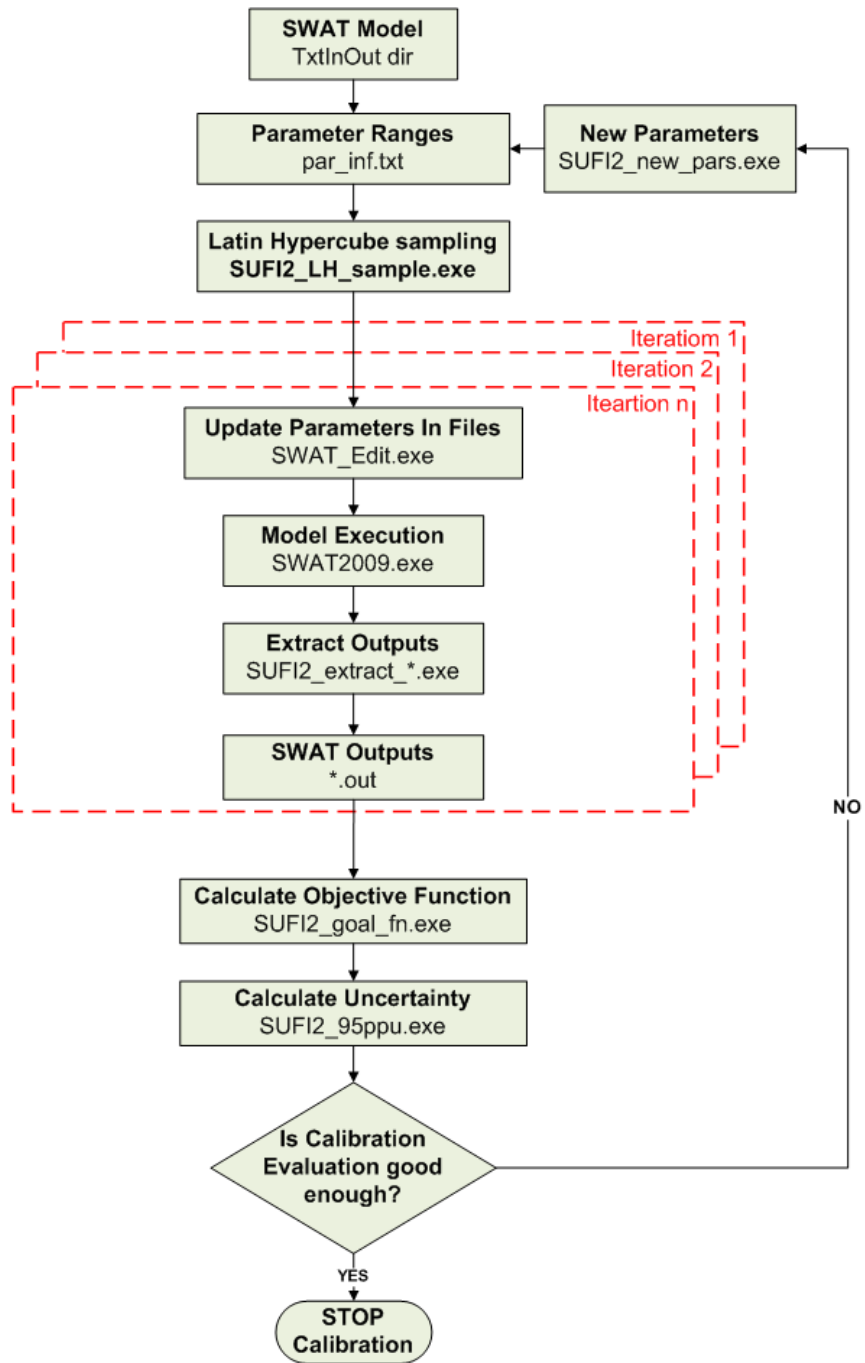 SWAT Model
TxtInOut dir
Parameter Ranges
par_inf.txt
New Parameters
SUFI2_new_pars.exe
Latin Hypercube sampling
SUFI2_LH_sample.exe
Iteratiom 1
Iteration 2
Iteartion n
Update Parameters In Files
SWAT_Edit.exe
Model Execution
SWAT2009.exe
Extract Outputs
SUFI2_extract_*.exe
SWAT Outputs
*.out
NO
Calculate Objective Function
SUFI2_goal_fn.exe
Calculate Uncertainty
SUFI2_95ppu.exe
Is Calibration
Evaluation good
enough?
YES
STOP
Calibration